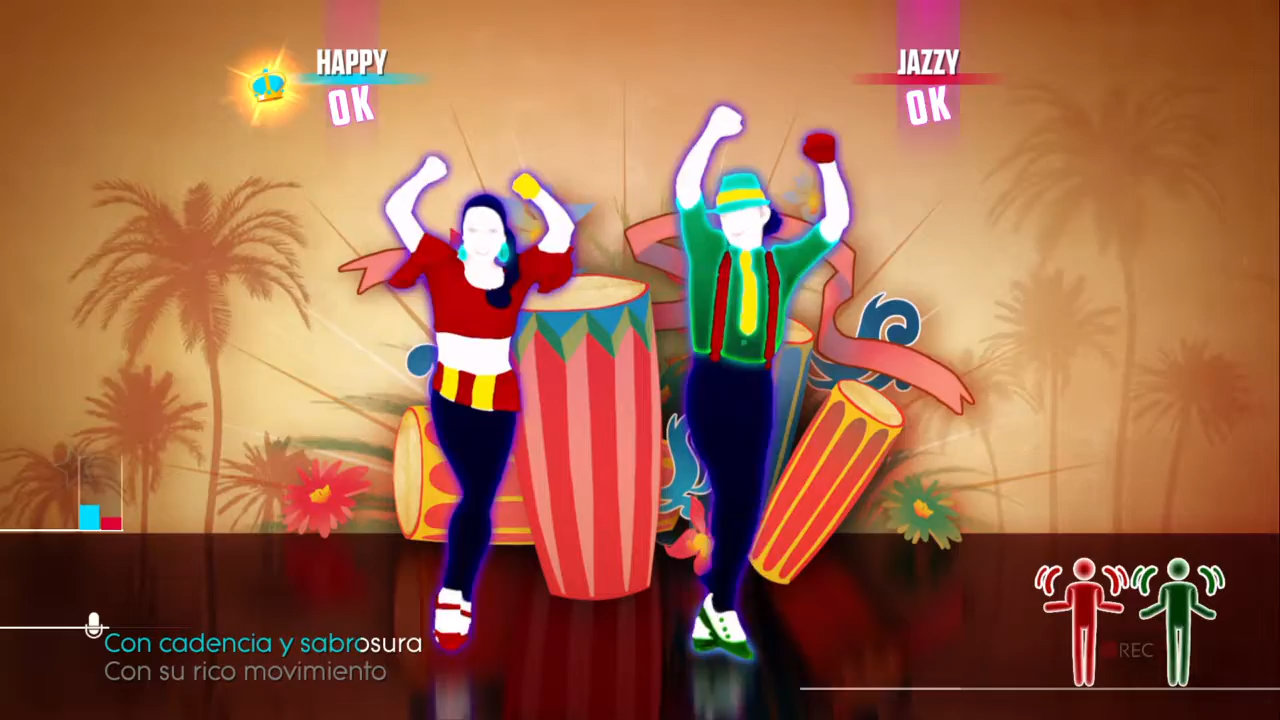 HAPPY
OK
JAZZY
OK
Con cadencia y sabrosura
Con su rico movimiento
REC